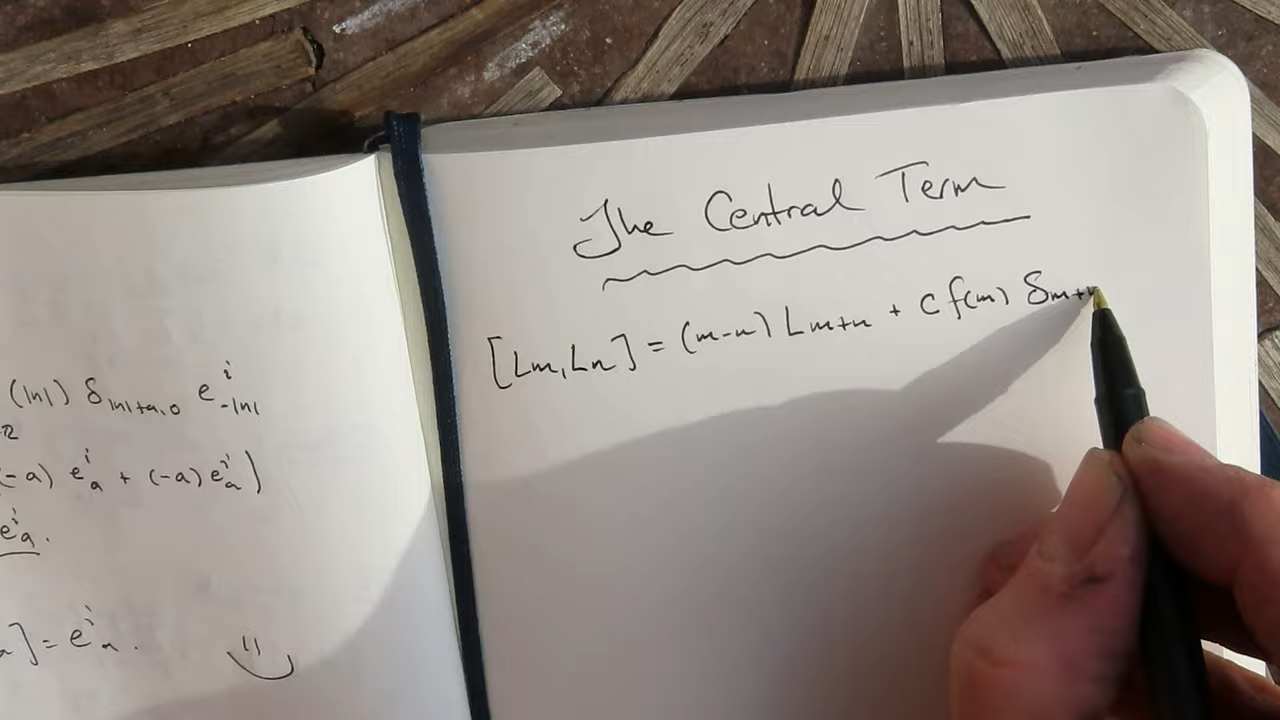 (|n|) δ|n|+a,0 e^i_-|n|
-a) e^i_a + (-a) e^i_a)
e^i_a.
] = e^i_a.
The Central Term
[Lm, Ln] = (m-n) Lm+n + C f(m) δm+n